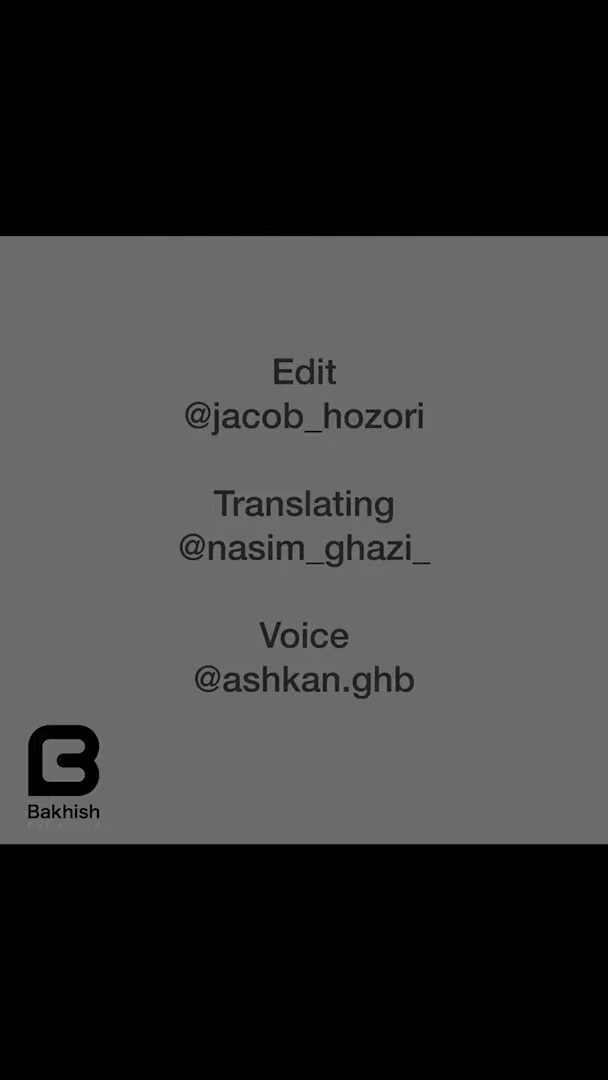 Edit
@jacob_hozori
Translating
@nasim_ghazi_
Voice
@ashkan.ghb
Bakhish